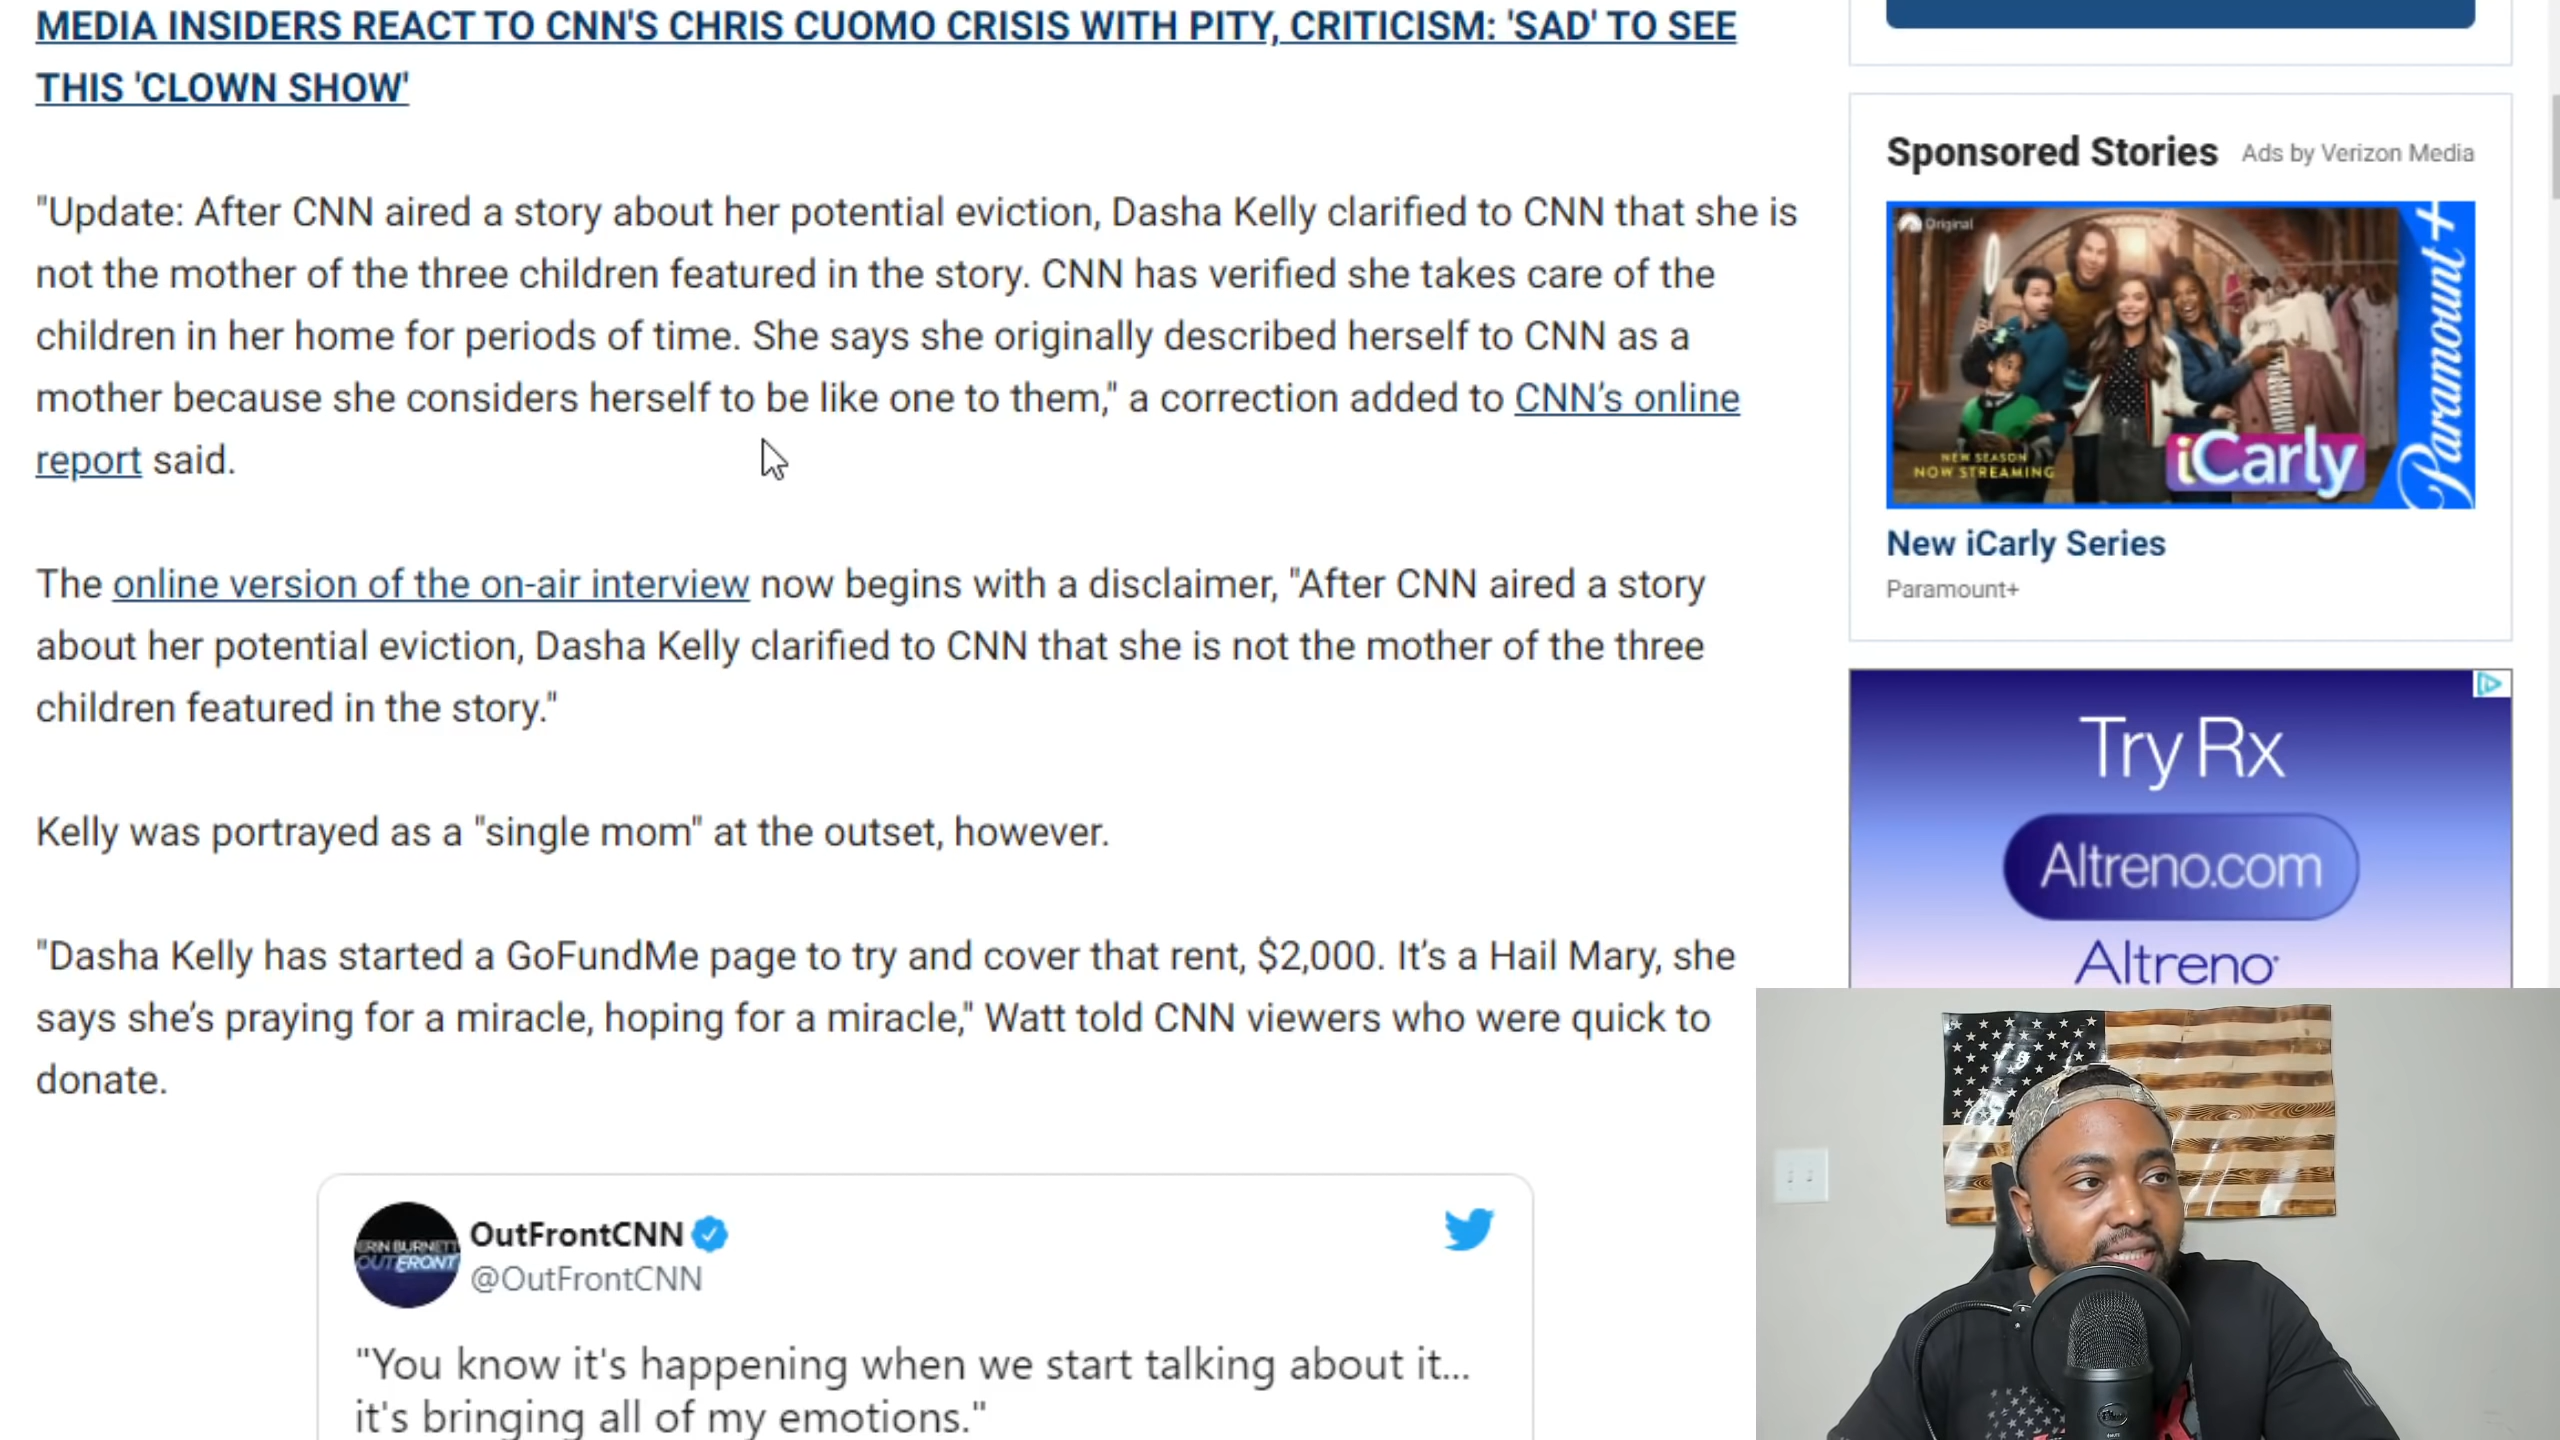 MEDIA INSIDERS REACT TO CNN'S CHRIS CUOMO CRISIS WITH PITY, CRITICISM: 'SAD' TO SEE
THIS 'CLOWN SHOW'
"Update: After CNN aired a story about her potential eviction, Dasha Kelly clarified to CNN that she is
not the mother of the three children featured in the story. CNN has verified she takes care of the
children in her home for periods of time. She says she originally described herself to CNN as a
mother because she considers herself to be like one to them," a correction added to CNN’s online
report said.
The online version of the on-air interview now begins with a disclaimer, "After CNN aired a story
about her potential eviction, Dasha Kelly clarified to CNN that she is not the mother of the three
children featured in the story."
Kelly was portrayed as a "single mom" at the outset, however.
"Dasha Kelly has started a GoFundMe page to try and cover that rent, $2,000. It’s a Hail Mary, she
says she’s praying for a miracle, hoping for a miracle," Watt told CNN viewers who were quick to
donate.
ERIN BURNETT
OUTFRONT
OutFrontCNN
@OutFrontCNN
"You know it's happening when we start talking about it...
it's bringing all of my emotions."
Sponsored Stories Ads by Verizon Media
Original
NEW SEASON
NOW STREAMING
iCarly
Paramount+
New iCarly Series
Paramount+
Try Rx
Altreno.com
Altreno